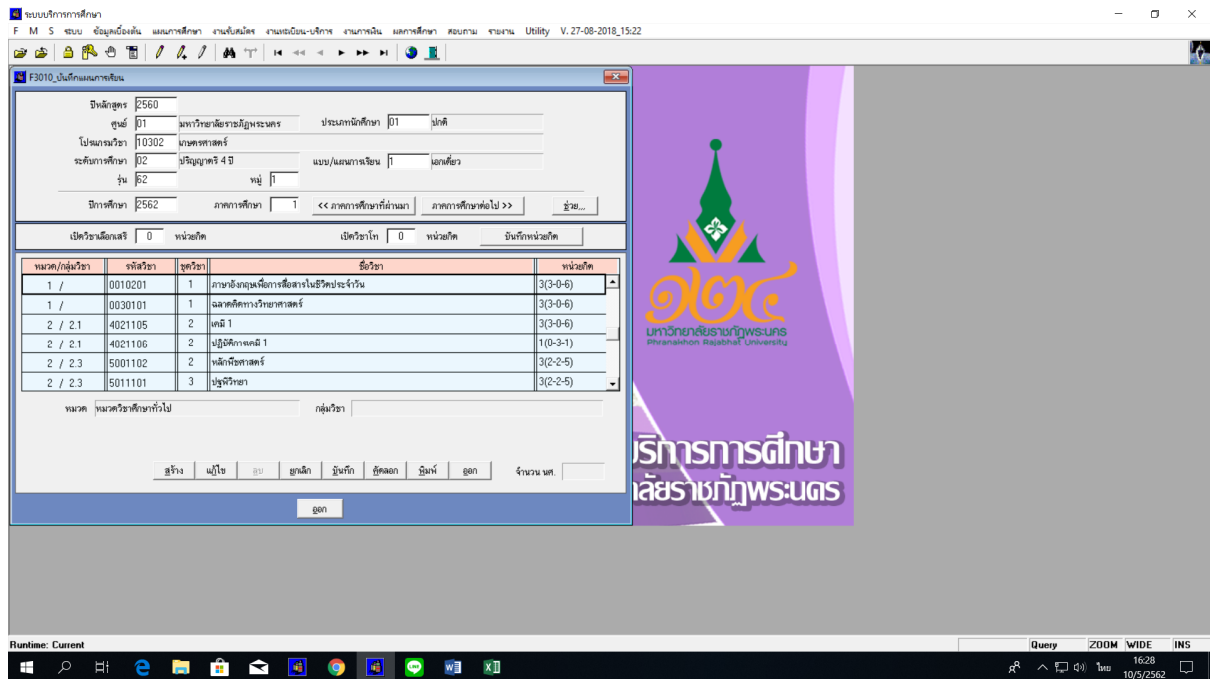 ระบบบริการการศึกษา
F M S ระบบ ข้อมูลเบื้องต้น แผนการศึกษา งานรับสมัคร งานทะเบียน-บริการ งานการเงิน ผลการศึกษา สอบถาม รายงาน Utility V. 27-08-2018_15:22
F3010_บันทึกแผนการเรียน
ปีหลักสูตร 2560
ศูนย์ 01 มหาวิทยาลัยราชภัฏพระนคร ประเภทนักศึกษา 01 ปกติ
โปรแกรมวิชา 10302 เกษตรศาสตร์
ระดับการศึกษา 02 ปริญญาตรี 4 ปี แบบ/แผนการเรียน 1 เอกเดี่ยว
รุ่น 62 หมู่ 1
ปีการศึกษา 2562 ภาคการศึกษา 1 << ภาคการศึกษาที่ผ่านมา ภาคการศึกษาต่อไป >> ช่วย...
เปิดวิชาเลือกเสรี 0 หน่วยกิต เปิดวิชาโท 0 หน่วยกิต บันทึกหน่วยกิต
หมวด/กลุ่มวิชา รหัสวิชา ชุดวิชา ชื่อวิชา หน่วยกิต
1 / 0010201 1 ภาษาอังกฤษเพื่อการสื่อสารในชีวิตประจำวัน 3(3-0-6)
1 / 0030101 1 ฉลาดคิดทางวิทยาศาสตร์ 3(3-0-6)
2 / 2.1 4021105 2 เคมี 1 3(3-0-6)
2 / 2.1 4021106 2 ปฏิบัติการเคมี 1 1(0-3-1)
2 / 2.3 5001102 2 หลักพืชศาสตร์ 3(2-2-5)
2 / 2.3 5011101 3 ปฐพีวิทยา 3(2-2-5)
หมวด หมวดวิชาศึกษาทั่วไป กลุ่มวิชา
สร้าง แก้ไข ลบ ยกเลิก บันทึก คัดลอก พิมพ์ ออก จำนวน นศ.
ออก
๑๒๔
มหาวิทยาลัยราชภัฏพระนคร
Phranakhon Rajabhat University
ริการการศึกษา
าลัยราชภัฏพระนคร
Runtime: Current Query ZOOM WIDE INS
ไทย 16:28
10/5/2562